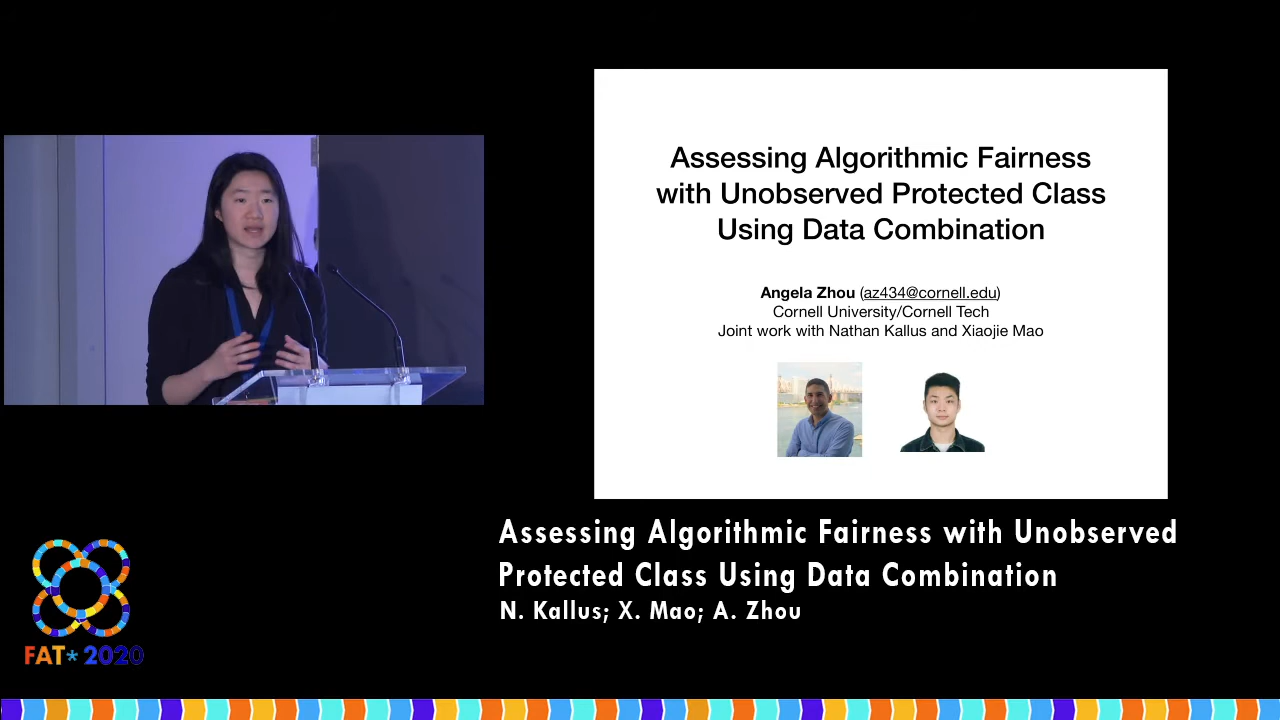 Assessing Algorithmic Fairness
with Unobserved Protected Class
Using Data Combination
Angela Zhou (az434@cornell.edu)
Cornell University/Cornell Tech
Joint work with Nathan Kallus and Xiaojie Mao
Assessing Algorithmic Fairness with Unobserved
Protected Class Using Data Combination
N. Kallus; X. Mao; A. Zhou
FAT* 2020